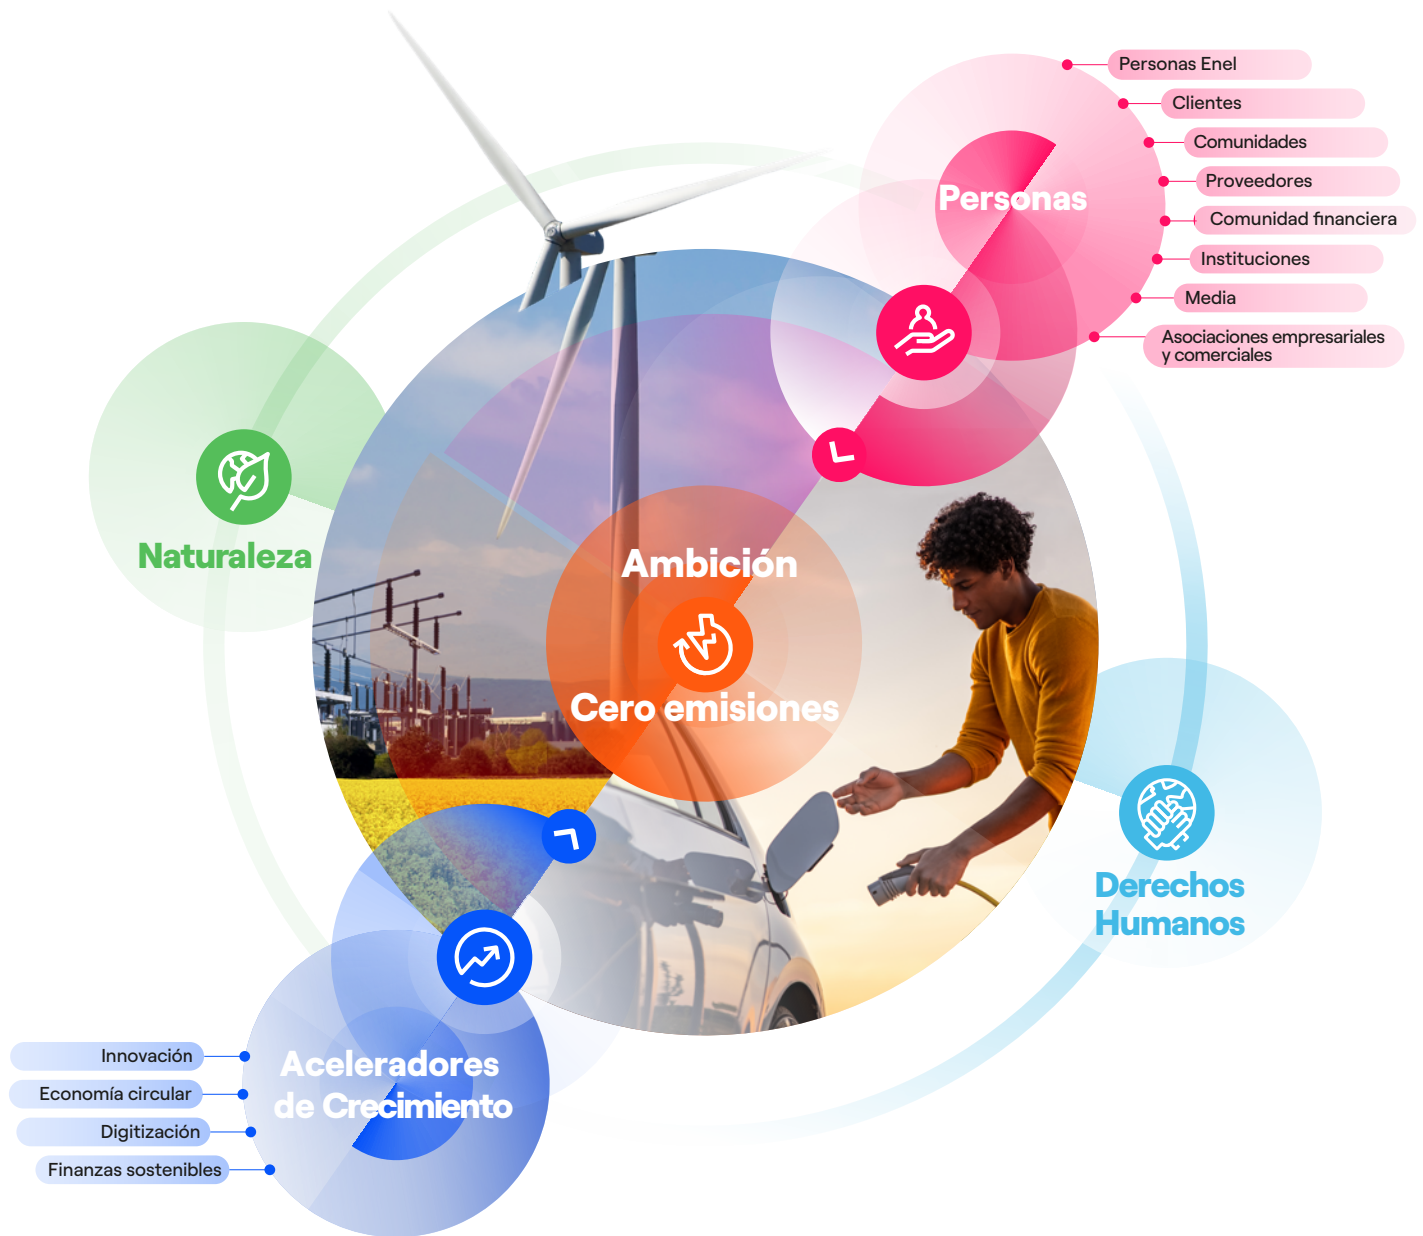 Personas Enel
Clientes
Comunidades
Proveedores
Comunidad financiera
Instituciones
Media
Asociaciones empresariales
y comerciales
Personas
Naturaleza
Ambición
Cero emisiones
Derechos
Humanos
Aceleradores
de Crecimiento
Innovación
Economía circular
Digitización
Finanzas sostenibles